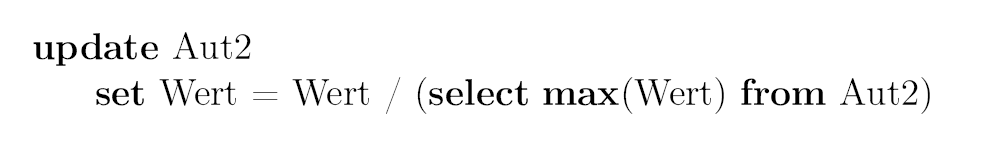 update Aut2
set Wert = Wert / (select max(Wert) from Aut2)